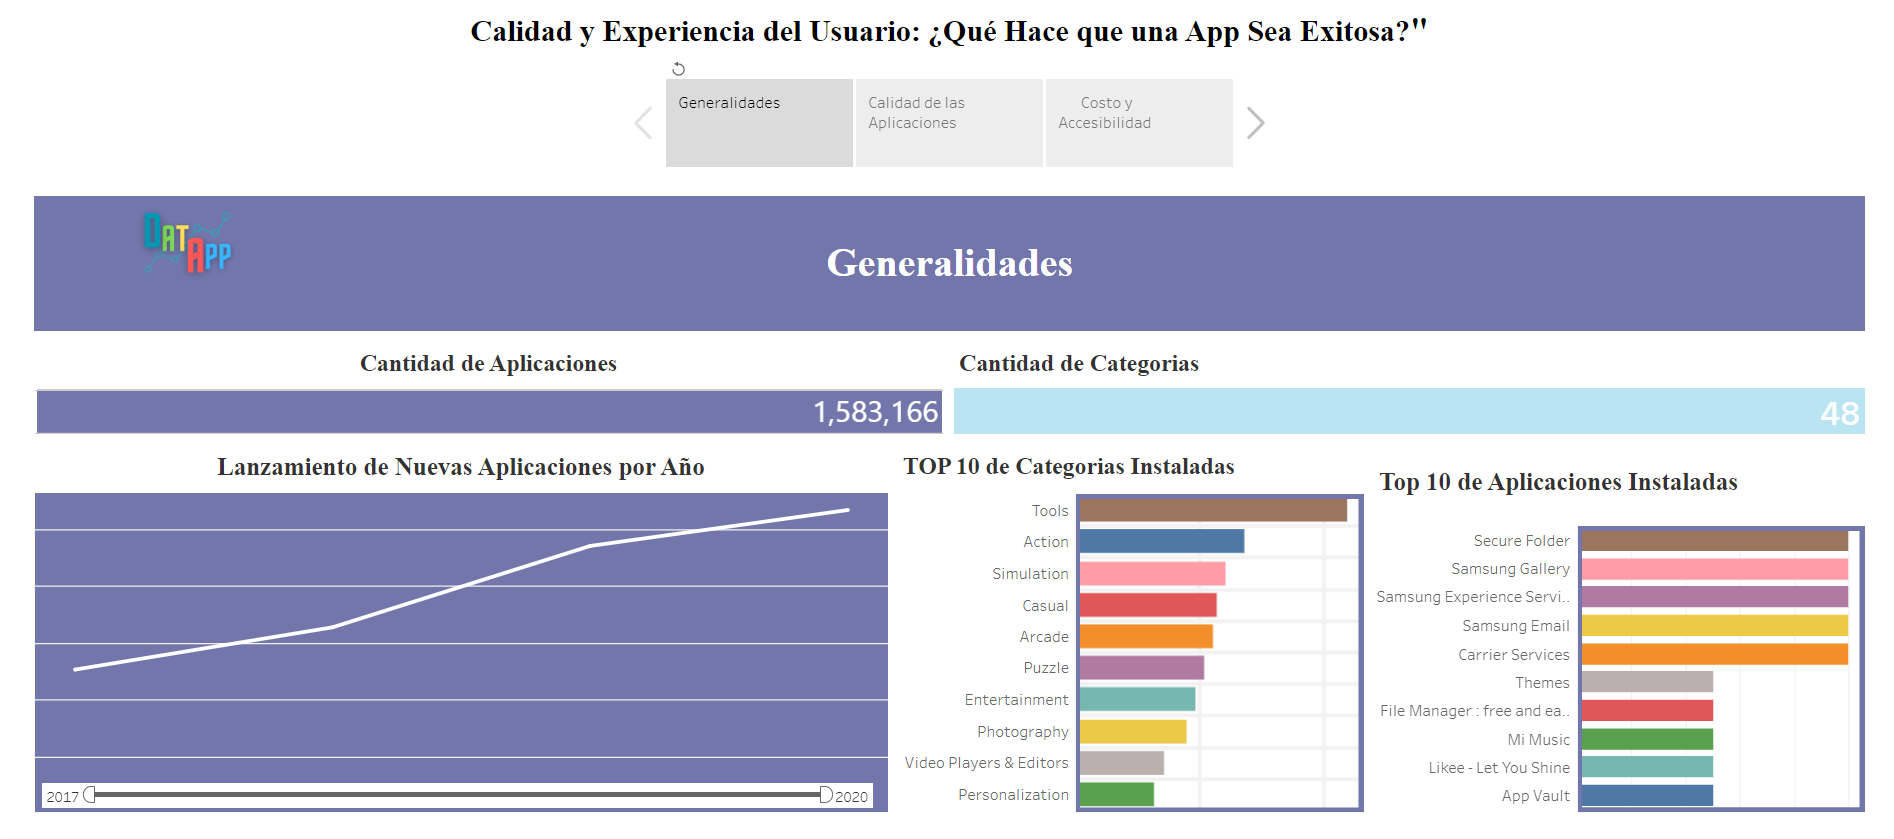 Calidad y Experiencia del Usuario: ¿Qué Hace que una App Sea Exitosa?"
Generalidades
Calidad de las
Aplicaciones
Costo y
Accesibilidad
DATAPP
Generalidades
Cantidad de Aplicaciones
1,583,166
Cantidad de Categorias
48
Lanzamiento de Nuevas Aplicaciones por Año
2017
2020
TOP 10 de Categorias Instaladas
Tools
Action
Simulation
Casual
Arcade
Puzzle
Entertainment
Photography
Video Players & Editors
Personalization
Top 10 de Aplicaciones Instaladas
Secure Folder
Samsung Gallery
Samsung Experience Servi..
Samsung Email
Carrier Services
Themes
File Manager : free and ea..
Mi Music
Likee - Let You Shine
App Vault